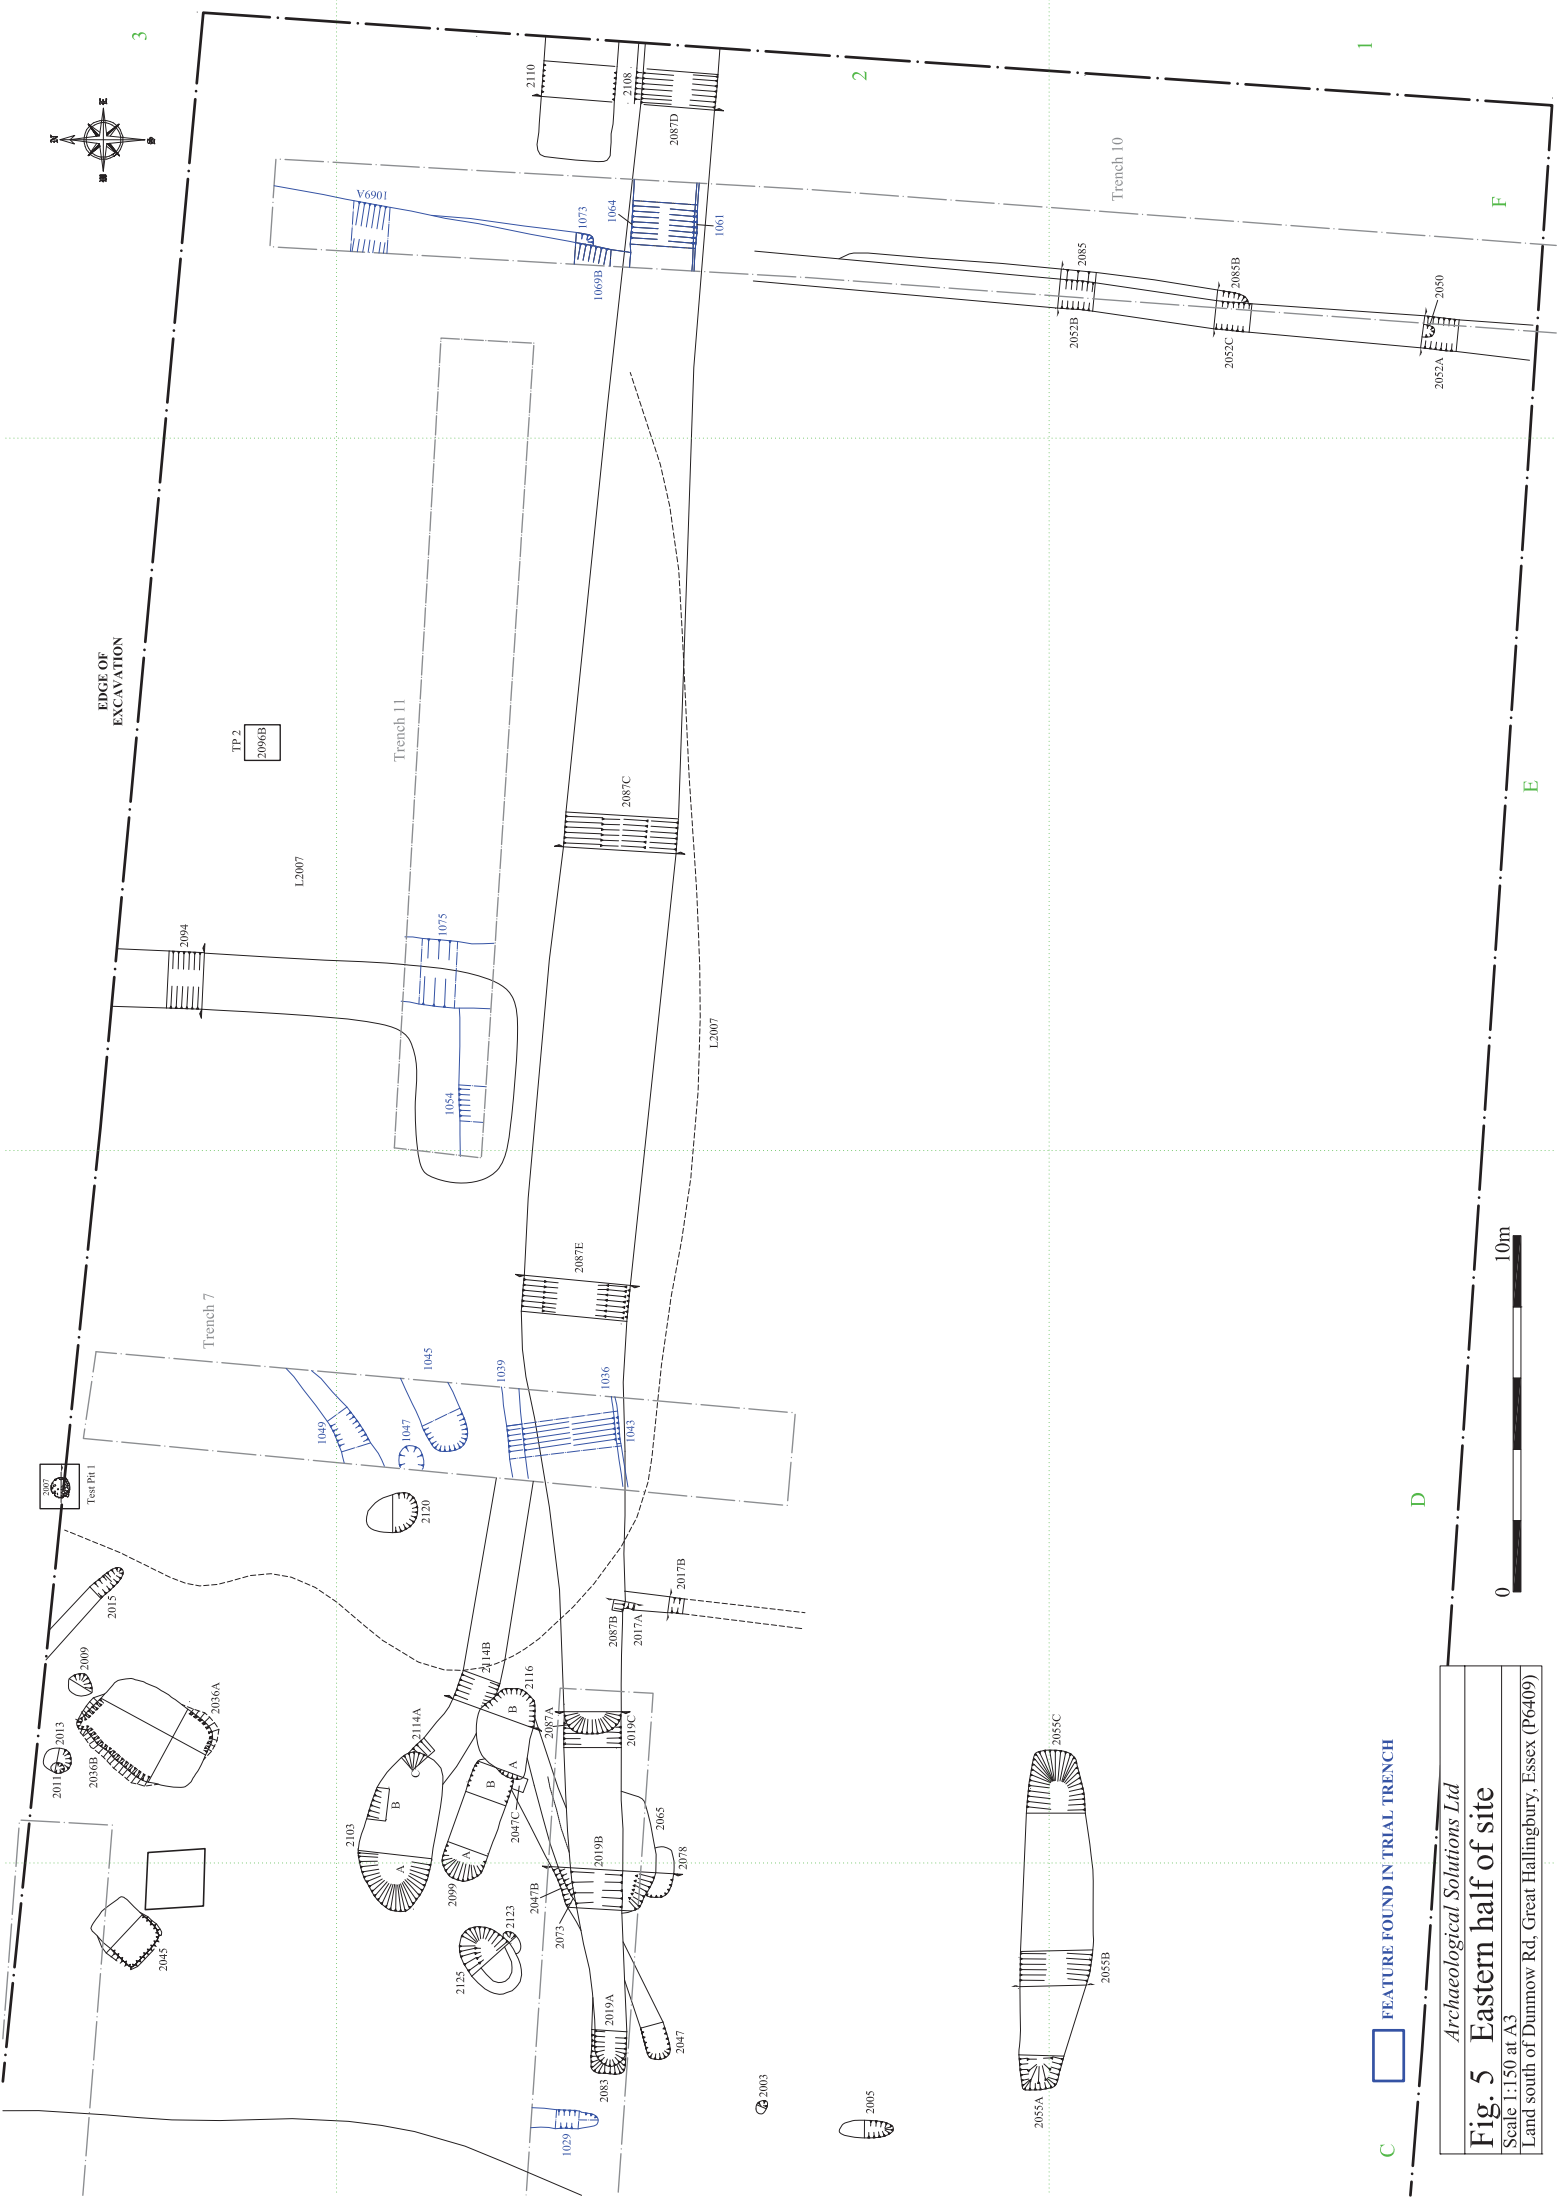 3
N
E
S
W
EDGE OF
EXCAVATION
2110
2108
2087D
2
1
1069A
1073
1064
1069B
1061
Trench 10
F
2085
2052B
2085B
2052C
2050
2052A
TP 2
2096B
Trench 11
L2007
2094
1075
1054
2087C
L2007
E
2087E
Trench 7
1049
1047
1045
1039
1036
1043
2007
Test Pit 1
2120
2015
2009
2013
2011
2036A
2036B
2114B
2114A
2116
2087B
2017A
2017B
2087A
2019C
2103
A
B
C
2099
A
B
A
B
2047C
2047B
2073
2019B
2065
2078
2045
2125
2123
2019A
2083
2047
1029
2003
2005
2055C
2055B
2055A
D
C
0
10m
FEATURE FOUND IN TRIAL TRENCH
Archaeological Solutions Ltd
Fig. 5 Eastern half of site
Scale 1:150 at A3
Land south of Dunmow Rd, Great Hallingbury, Essex (P6409)